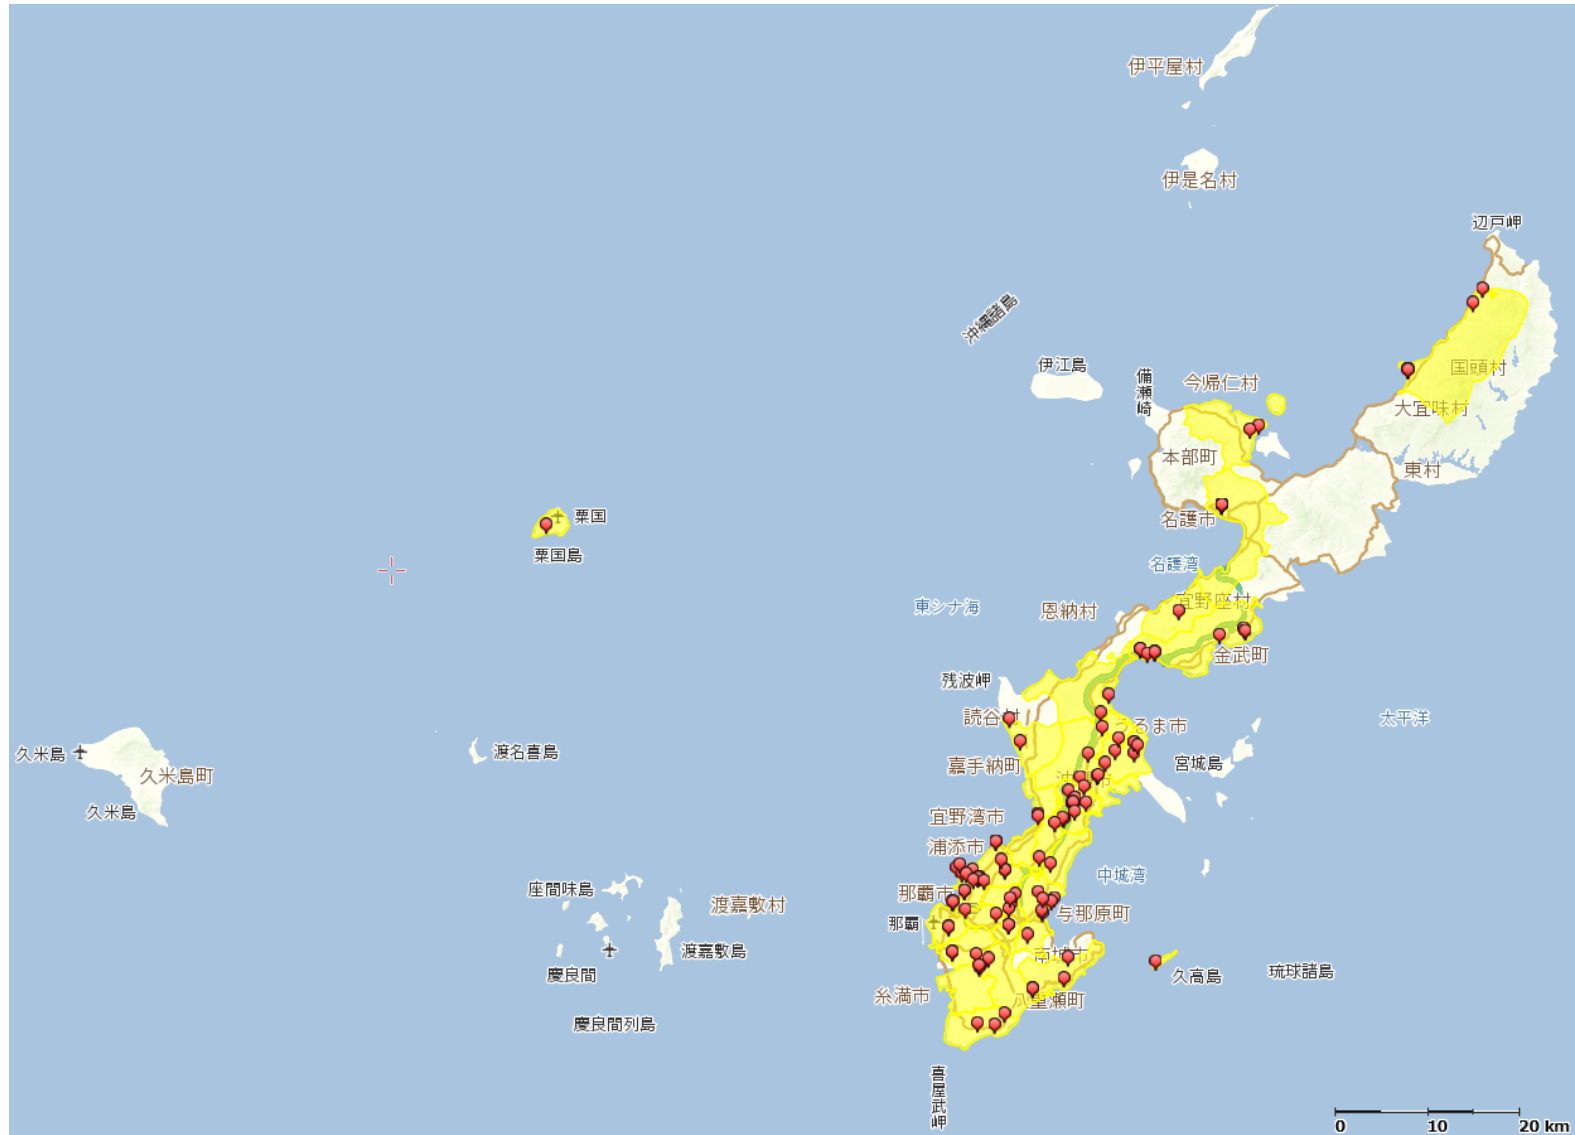 伊平屋村
伊是名村
辺戸岬
沖縄諸島
伊江島
備瀬崎
今帰仁村
国頭村
大宜味村
本部町
東村
名護市
粟国
粟国島
名護湾
東シナ海
恩納村
宜野座村
金武町
残波岬
読谷村
うるま市
太平洋
久米島
久米島町
久米島
渡名喜島
嘉手納町
宮城島
沖縄市
宜野湾市
浦添市
中城湾
座間味島
渡嘉敷村
那覇市
与那原町
那覇
渡嘉敷島
慶良間
南城市
久高島
琉球諸島
糸満市
八重瀬町
慶良間列島
喜屋武岬
0 10 20 km